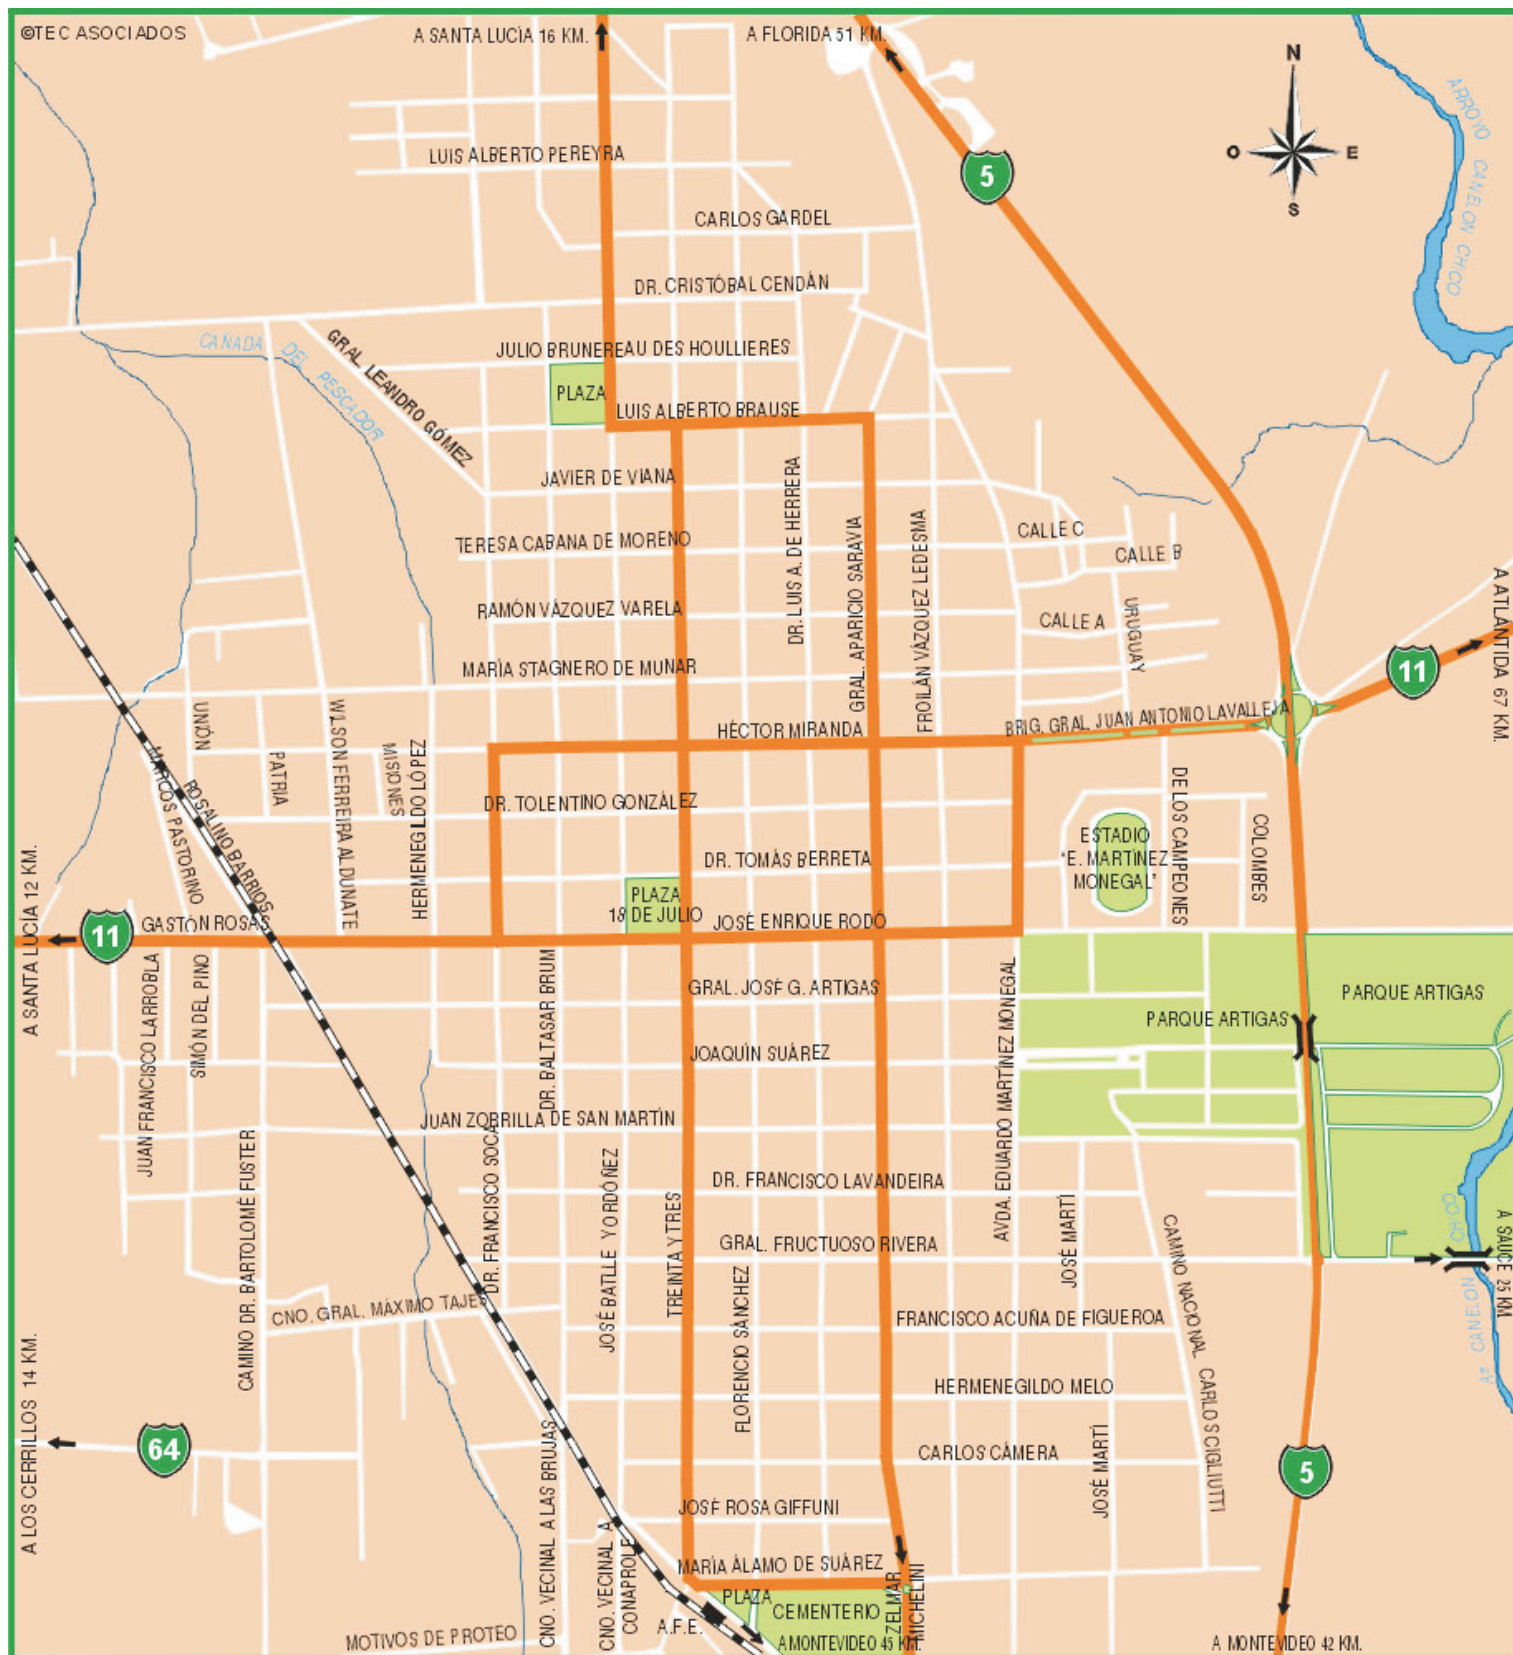 ©TEC ASOCIADOS
A SANTA LUCÍA 16 KM.
A FLORIDA 51 KM.
N
O
E
S
ARROYO CANELON CHICO
5
LUIS ALBERTO PEREYRA
CARLOS GARDEL
DR. CRISTÓBAL CENDÁN
CAÑADA DEL PESCADOR
GRAL. LEANDRO GÓMEZ
JULIO BRUNEREAU DES HOULLIERES
PLAZA
LUIS ALBERTO BRAUSE
JAVIER DE VIANA
DR. LUIS A. DE HERRERA
GRAL. APARICIO SARAVIA
FROILÁN VÁZQUEZ LEDESMA
CALLE C
CALLE B
TERESA CABANA DE MORENO
RAMÓN VÁZQUEZ VARELA
CALLE A
URUGUAY
A ATLÁNTIDA 67 KM.
11
MARÍA STAGNERO DE MUNAR
UNIÓN
PATRIA
WILSON FERREIRA ALDUNATE
MISIONES
HERMENEGILDO LÓPEZ
HÉCTOR MIRANDA
BRIG. GRAL. JUAN ANTONIO LAVALLEJA
MARCOS PASTORINO
ROSALINO BARRIOS
DR. TOLENTINO GONZÁLEZ
DE LOS CAMPEONES
COLOMBES
ESTADIO
"E. MARTÍNEZ
MONEGAL"
DR. TOMÁS BERRETA
PLAZA
18 DE JULIO
JOSÉ ENRIQUE RODÓ
A SANTA LUCÍA 12 KM.
11
GASTÓN ROSAS
JUAN FRANCISCO LARROBLA
SIMÓN DEL PINO
DR. BALTASAR BRUM
GRAL. JOSÉ G. ARTIGAS
AVDA. EDUARDO MARTÍNEZ MONEGAL
PARQUE ARTIGAS
PARQUE ARTIGAS
JOAQUÍN SUÁREZ
JUAN ZORRILLA DE SAN MARTÍN
CAMINO DR. BARTOLOMÉ FUSTER
DR. FRANCISCO SOCA
JOSÉ BATLLE Y ORDÓÑEZ
TREINTA Y TRES
DR. FRANCISCO LAVANDEIRA
JOSÉ MARTÍ
CAMINO NACIONAL CARLOS CIGLIUTTI
Aº CANELON CHICO
A SAUCE 25 KM.
GRAL. FRUCTUOSO RIVERA
FLORENCIO SÁNCHEZ
CNO. GRAL. MÁXIMO TAJES
FRANCISCO ACUÑA DE FIGUEROA
HERMENEGILDO MELO
A LOS CERRILLOS 14 KM.
64
CARLOS CÁMERA
JOSÉ MARTÍ
5
CNO. VECINAL A LAS BRUJAS
CNO. VECINAL A
CONAPROLE
JOSÉ ROSA GIFFUNI
MARÍA ÁLAMO DE SUÁREZ
ZELMAR
MICHELINI
PLAZA
CEMENTERIO
A.F.E.
MOTIVOS DE PROTEO
A MONTEVIDEO 45 KM.
A MONTEVIDEO 42 KM.